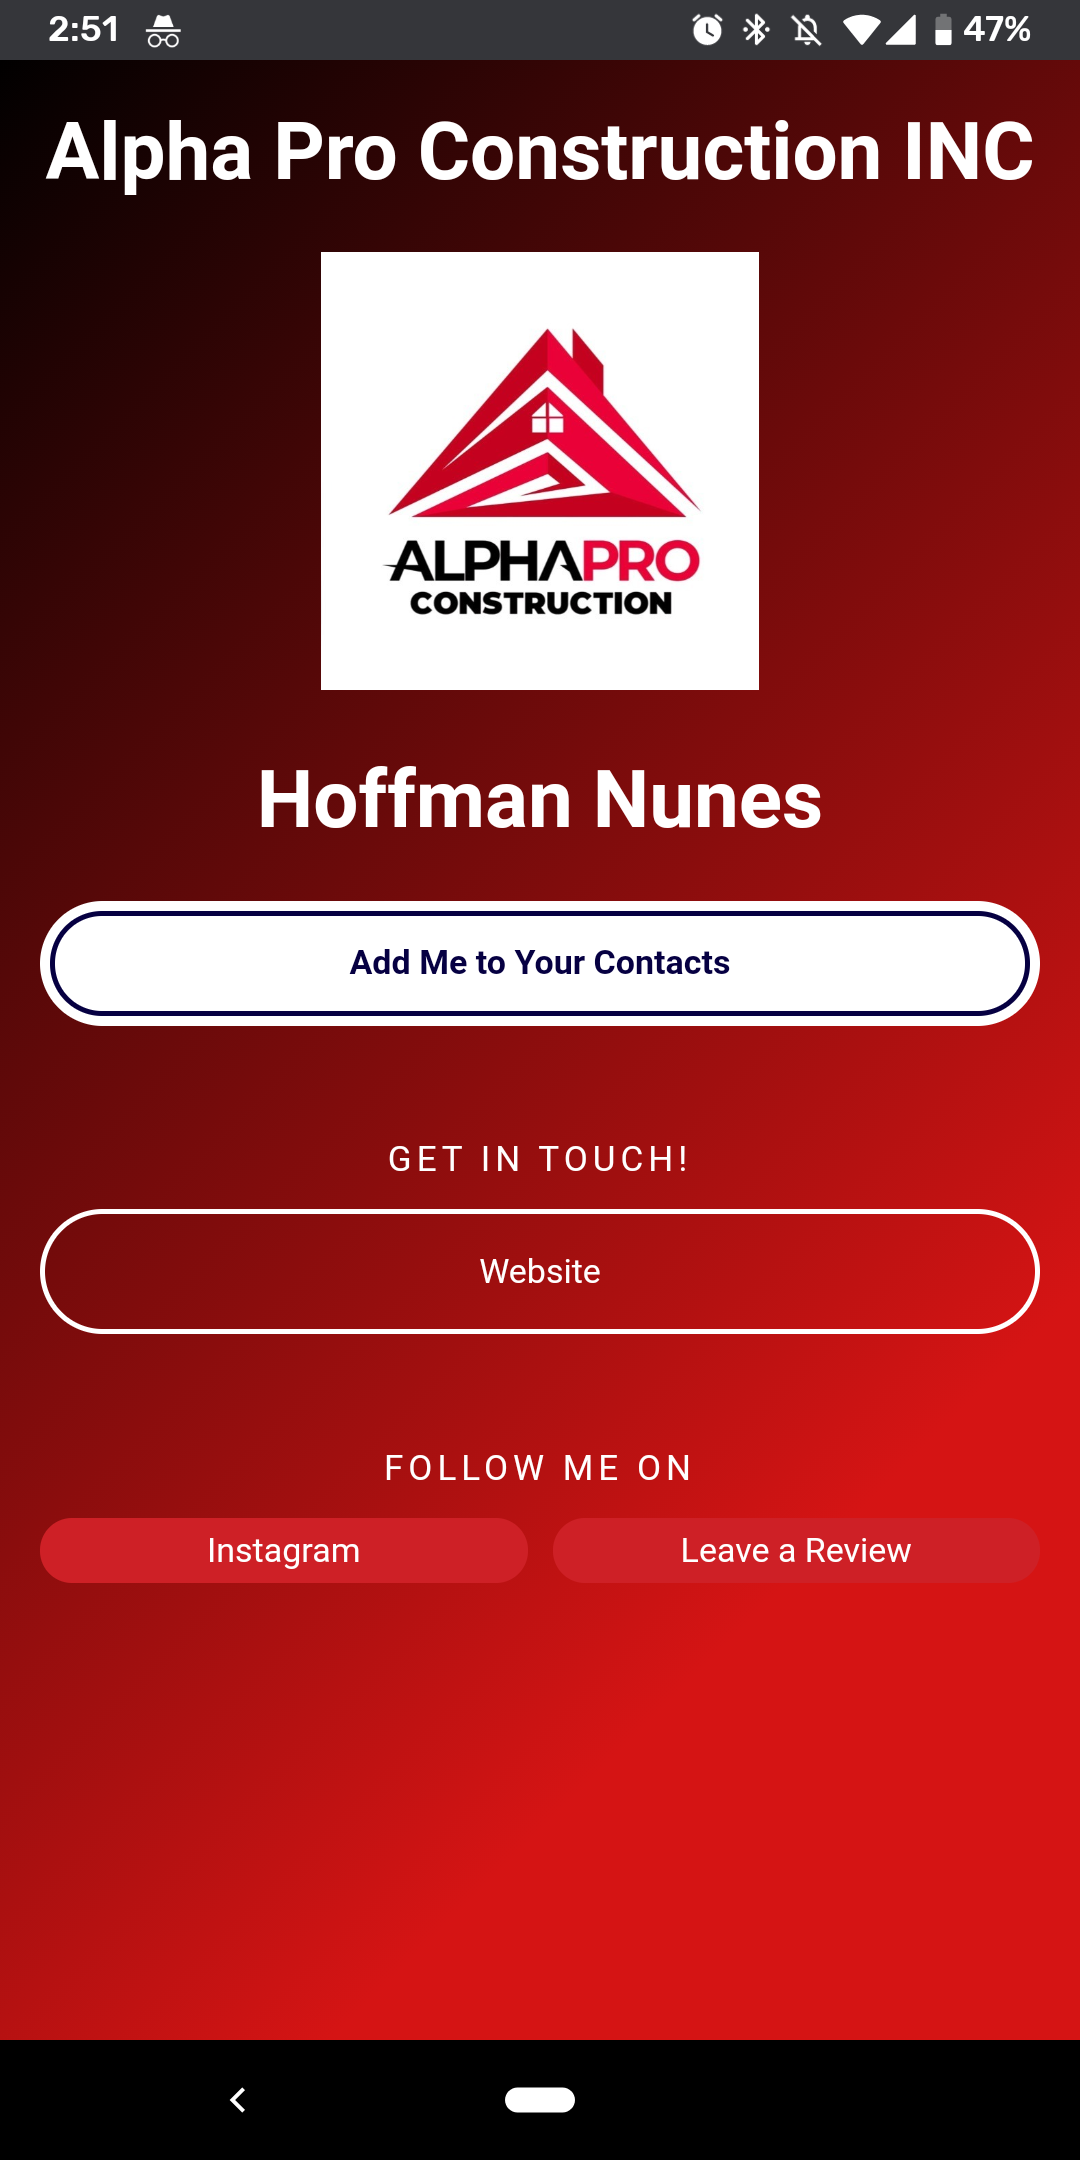 2:51
47%
Alpha Pro Construction INC
ALPHAPRO
CONSTRUCTION
Hoffman Nunes
Add Me to Your Contacts
GET IN TOUCH!
Website
FOLLOW ME ON
Instagram
Leave a Review